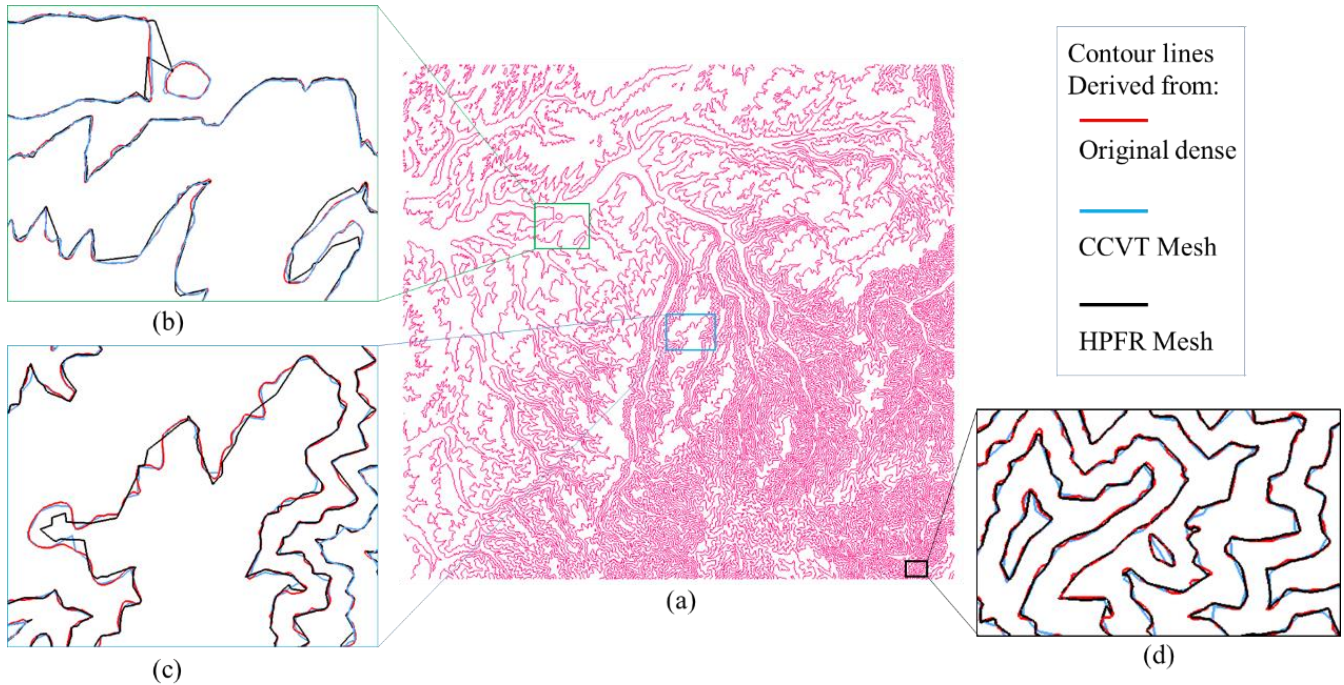 Contour lines
Derived from:
Original dense
CCVT Mesh
HPFR Mesh
(b)
(a)
(c)
(d)